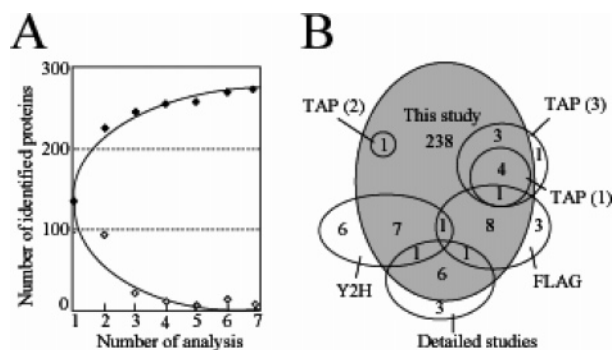 A
Number of identified proteins
300
200
100
0
1 2 3 4 5 6 7
Number of analysis
B
TAP (2)
This study
238
TAP (3)
1
3
1
4
TAP (1)
1
6
7
1
8
3
1
1
Y2H
6
FLAG
3
Detailed studies